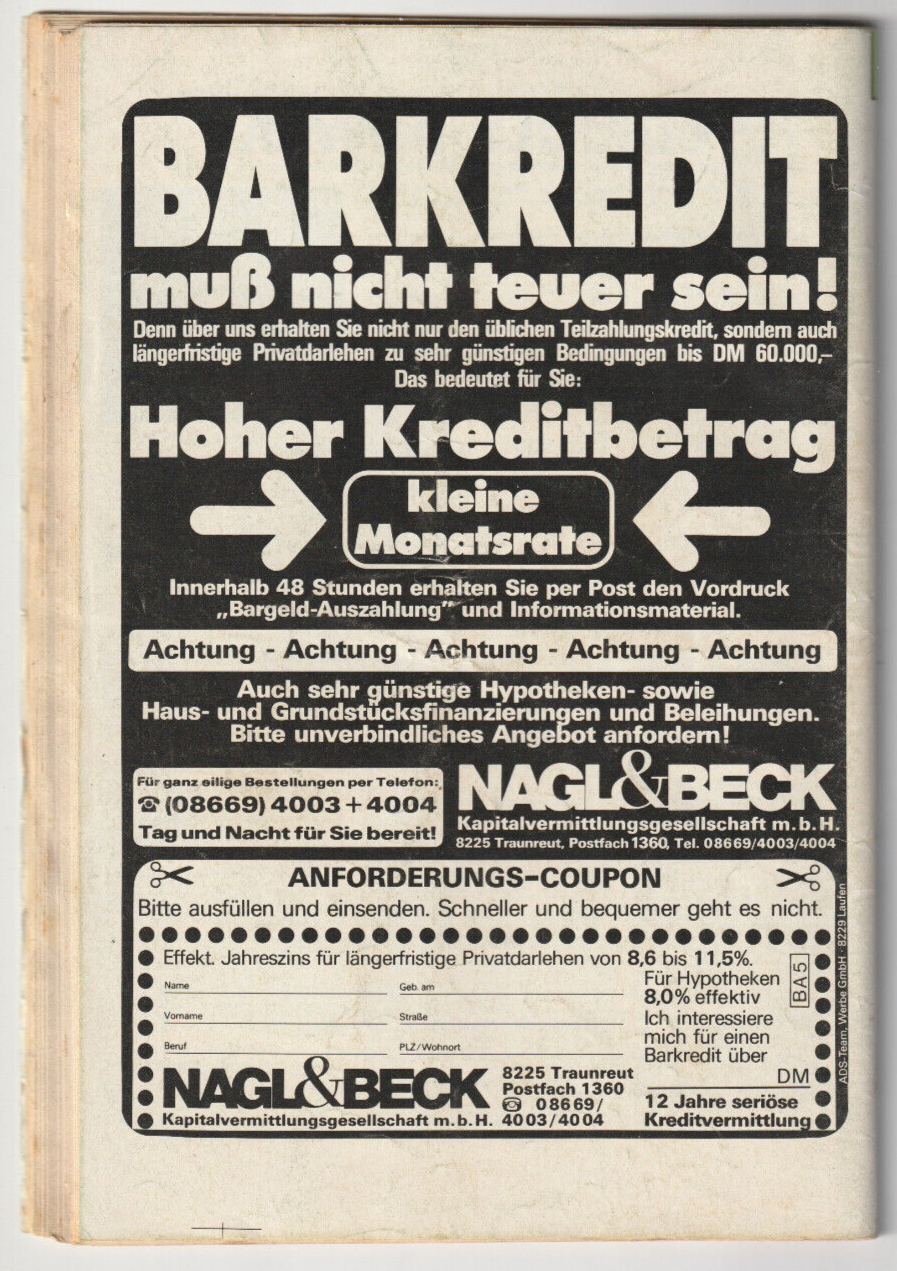 BARKREDIT
muß nicht teuer sein!
Denn über uns erhalten Sie nicht nur den üblichen Teilzahlungskredit, sondern auch
längerfristige Privatdarlehen zu sehr günstigen Bedingungen bis DM 60.000,–
Das bedeutet für Sie:
Hoher Kreditbetrag
kleine
Monatsrate
Innerhalb 48 Stunden erhalten Sie per Post den Vordruck
„Bargeld-Auszahlung" und Informationsmaterial.
Achtung - Achtung - Achtung - Achtung - Achtung
Auch sehr günstige Hypotheken- sowie
Haus- und Grundstücksfinanzierungen und Beleihungen.
Bitte unverbindliches Angebot anfordern!
Für ganz eilige Bestellungen per Telefon:
☎ (08669) 4003 + 4004
Tag und Nacht für Sie bereit!
NAGL&BECK
Kapitalvermittlungsgesellschaft m.b.H.
8225 Traunreut, Postfach 1360, Tel. 08669/4003/4004
ANFORDERUNGS-COUPON
Bitte ausfüllen und einsenden. Schneller und bequemer geht es nicht.
Effekt. Jahreszins für längerfristige Privatdarlehen von 8,6 bis 11,5%.
Name
Geb. am
Vorname
Straße
Beruf
PLZ/Wohnort
Für Hypotheken
8,0% effektiv
Ich interessiere
mich für einen
Barkredit über
DM
BA 5
NAGL&BECK
Kapitalvermittlungsgesellschaft m.b.H.
8225 Traunreut
Postfach 1360
☎ 08669/
4003/4004
12 Jahre seriöse
Kreditvermittlung
ADS-Team, Werbe GmbH · 8229 Laufen